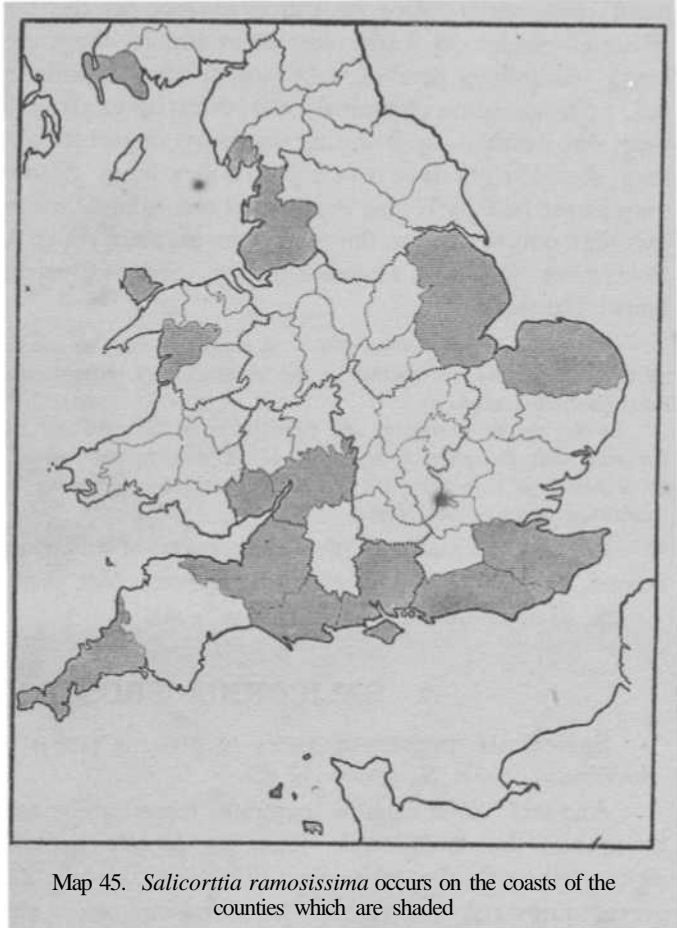 Map 45. Salicorttia ramosissima occurs on the coasts of the
counties which are shaded